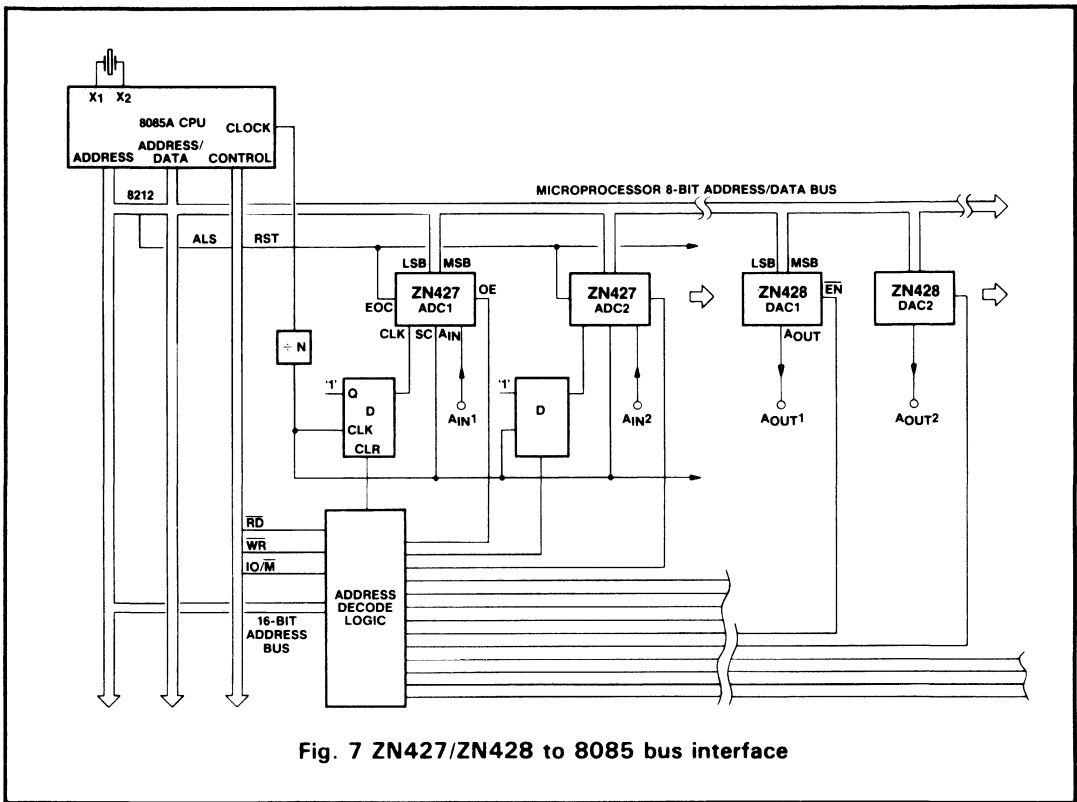 X1 X2
8085A CPU
CLOCK
ADDRESS
ADDRESS/
DATA
CONTROL
8212
MICROPROCESSOR 8-BIT ADDRESS/DATA BUS
ALS RST
LSB MSB
ZN427
ADC1
OE
EOC
CLK SC AIN
ZN427
ADC2
LSB MSB
ZN428
DAC1
EN
AOUT
ZN428
DAC2
÷ N
'1'
Q
D
CLK
CLR
AIN1
'1'
D
AIN2
AOUT1
AOUT2
RD
WR
IO/M
ADDRESS
DECODE
LOGIC
16-BIT
ADDRESS
BUS
Fig. 7 ZN427/ZN428 to 8085 bus interface